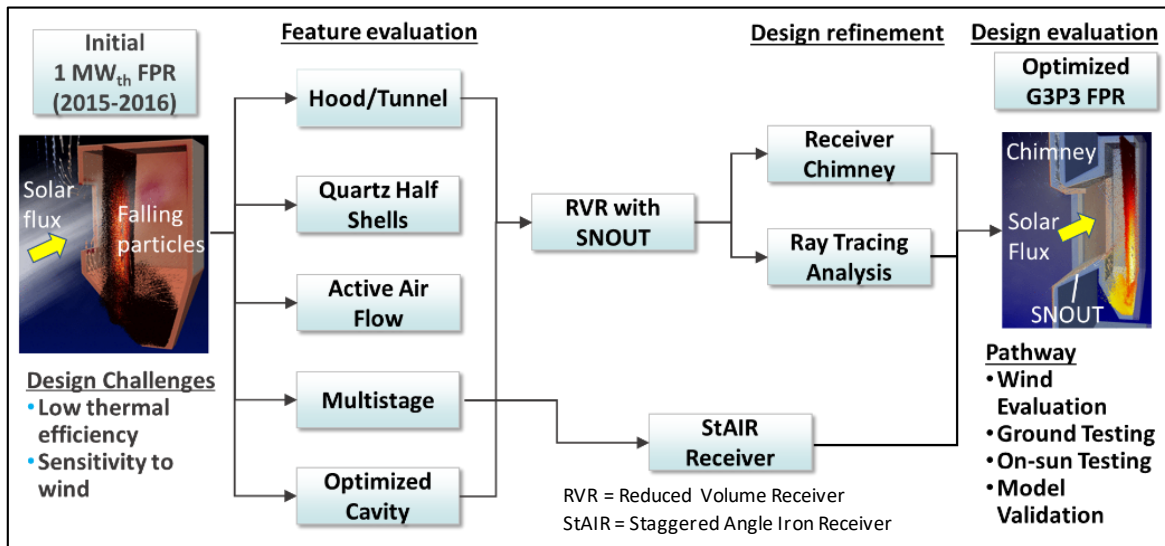 Initial
1 MWth FPR
(2015-2016)
Solar
flux
Falling
particles
Design Challenges
• Low thermal
efficiency
• Sensitivity to
wind
Feature evaluation
Hood/Tunnel
Quartz Half
Shells
Active Air
Flow
Multistage
Optimized
Cavity
RVR with
SNOUT
Design refinement
Receiver
Chimney
Ray Tracing
Analysis
StAIR
Receiver
RVR = Reduced Volume Receiver
StAIR = Staggered Angle Iron Receiver
Design evaluation
Optimized
G3P3 FPR
Chimney
Solar
Flux
SNOUT
Pathway
• Wind
Evaluation
• Ground Testing
• On-sun Testing
• Model
Validation